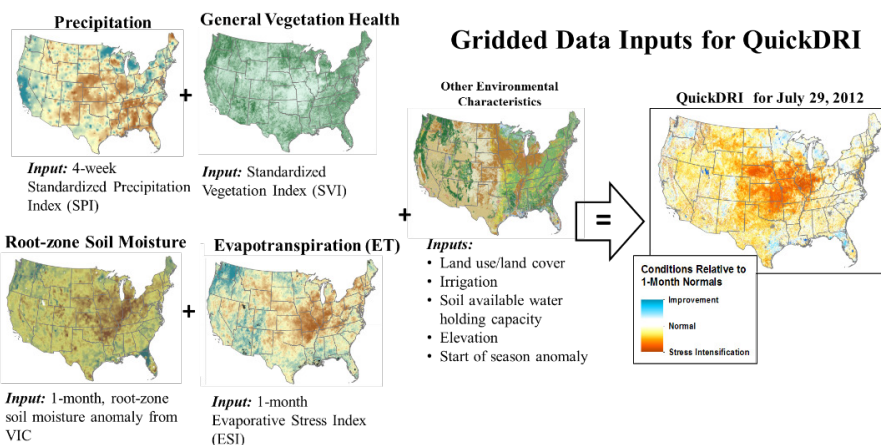 Gridded Data Inputs for QuickDRI
Precipitation
+
Input: 4-week
Standardized Precipitation
Index (SPI)
General Vegetation Health
Input: Standardized
Vegetation Index (SVI)
Root-zone Soil Moisture
+
Input: 1-month, root-zone
soil moisture anomaly from
VIC
Evapotranspiration (ET)
Input: 1-month
Evaporative Stress Index
(ESI)
+
Other Environmental
Characteristics
Inputs:
• Land use/land cover
• Irrigation
• Soil available water
holding capacity
• Elevation
• Start of season anomaly
=
QuickDRI for July 29, 2012
Conditions Relative to
1-Month Normals
Improvement
Normal
Stress Intensification